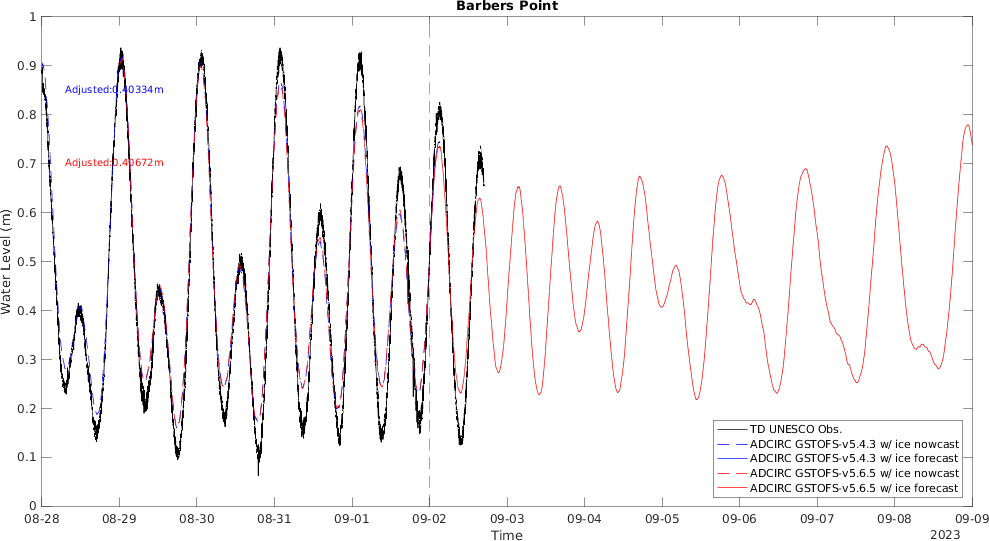 Barbers Point
1
0.9
0.8
0.7
0.6
0.5
0.4
0.3
0.2
0.1
0
Water Level (m)
Adjusted:0.40334m
Adjusted:0.40672m
TD UNESCO Obs.
ADCIRC GSTOFS-v5.4.3 w/ ice nowcast
ADCIRC GSTOFS-v5.4.3 w/ ice forecast
ADCIRC GSTOFS-v5.6.5 w/ ice nowcast
ADCIRC GSTOFS-v5.6.5 w/ ice forecast
08-28 08-29 08-30 08-31 09-01 09-02 09-03 09-04 09-05 09-06 09-07 09-08 09-09
Time
2023